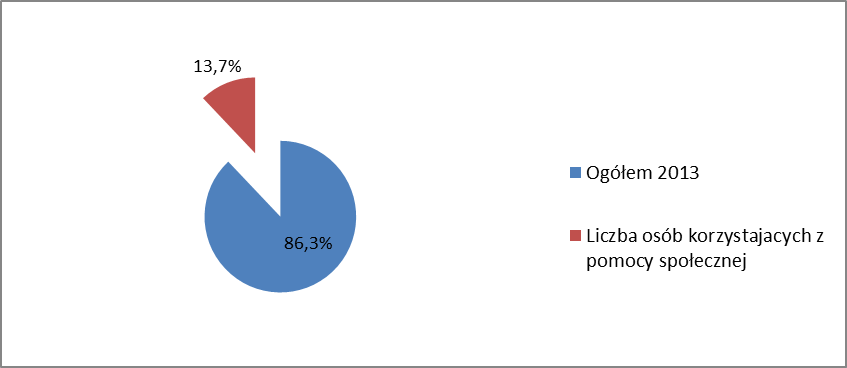 13,7%
86,3%
Ogółem 2013
Liczba osób korzystajacych z
pomocy społecznej